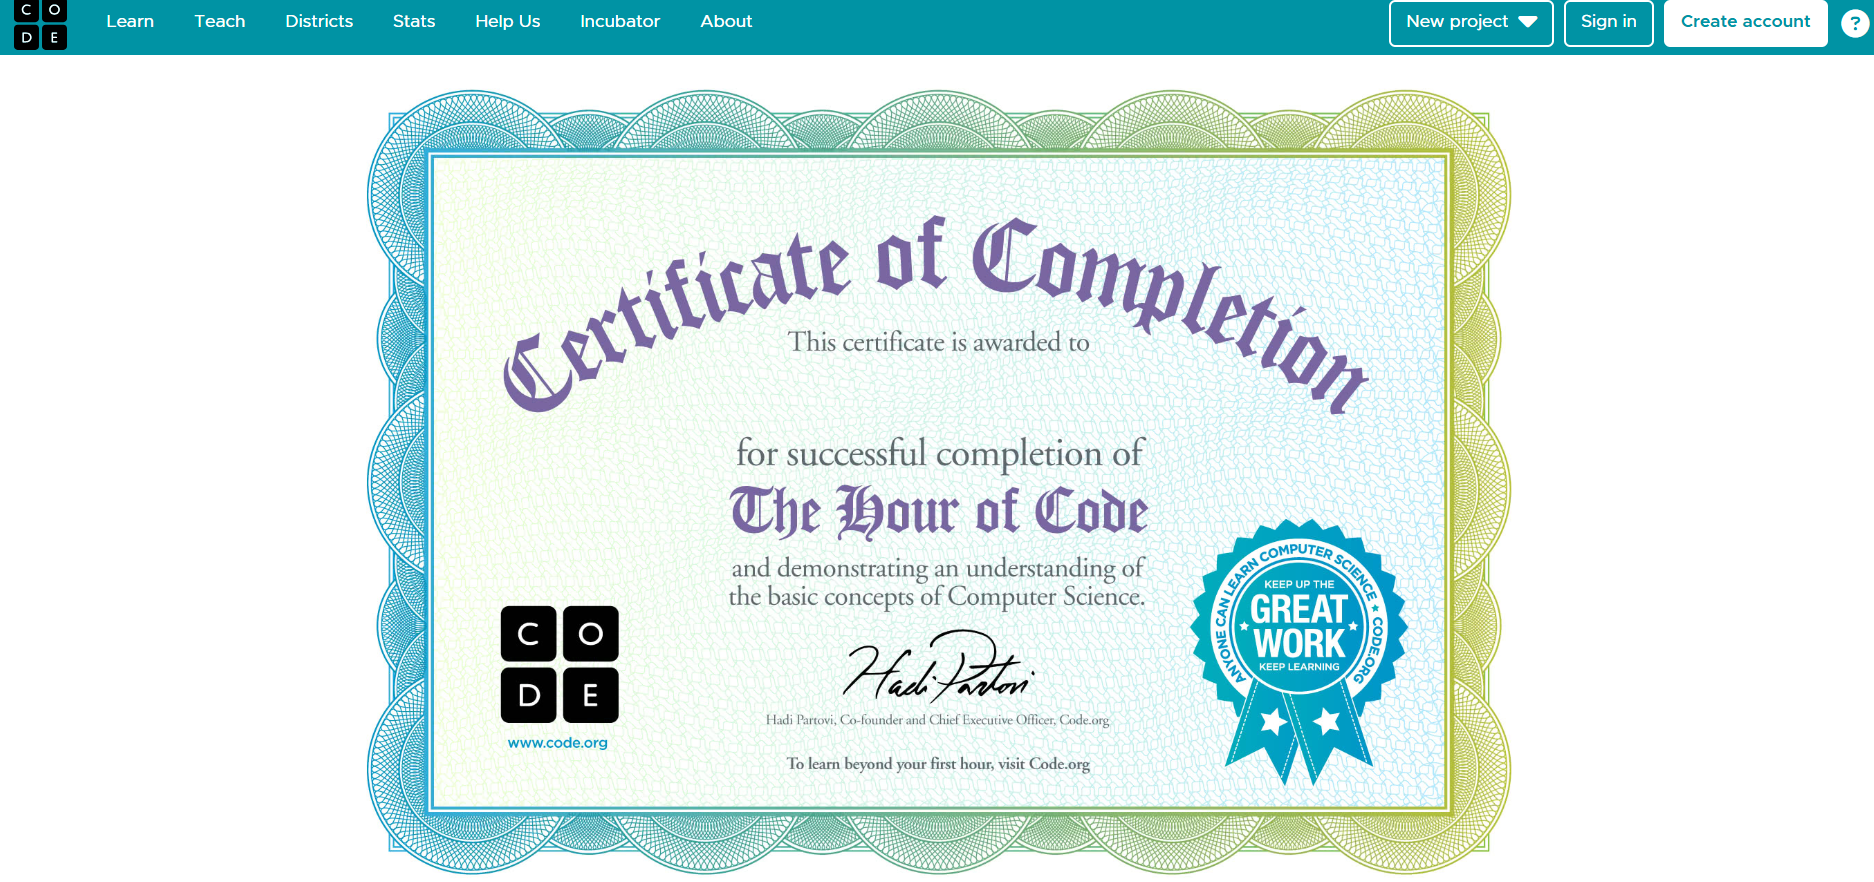 C O
D E
Learn Teach Districts Stats Help Us Incubator About New project Sign in Create account ?
Certificate of Completion
This certificate is awarded to
for successful completion of
The Hour of Code
and demonstrating an understanding of
the basic concepts of Computer Science.
C O
D E
www.code.org
Hadi Partovi
Hadi Partovi, Co-founder and Chief Executive Officer, Code.org
To learn beyond your first hour, visit Code.org
ANYONE CAN LEARN COMPUTER SCIENCE ★ CODE.ORG
KEEP UP THE
GREAT
WORK
KEEP LEARNING